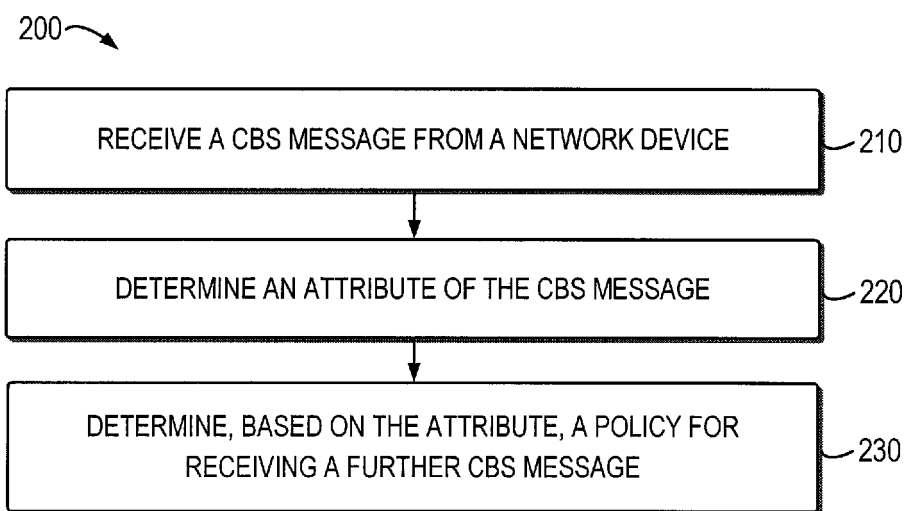 200
RECEIVE A CBS MESSAGE FROM A NETWORK DEVICE
210
DETERMINE AN ATTRIBUTE OF THE CBS MESSAGE
220
DETERMINE, BASED ON THE ATTRIBUTE, A POLICY FOR
RECEIVING A FURTHER CBS MESSAGE
230